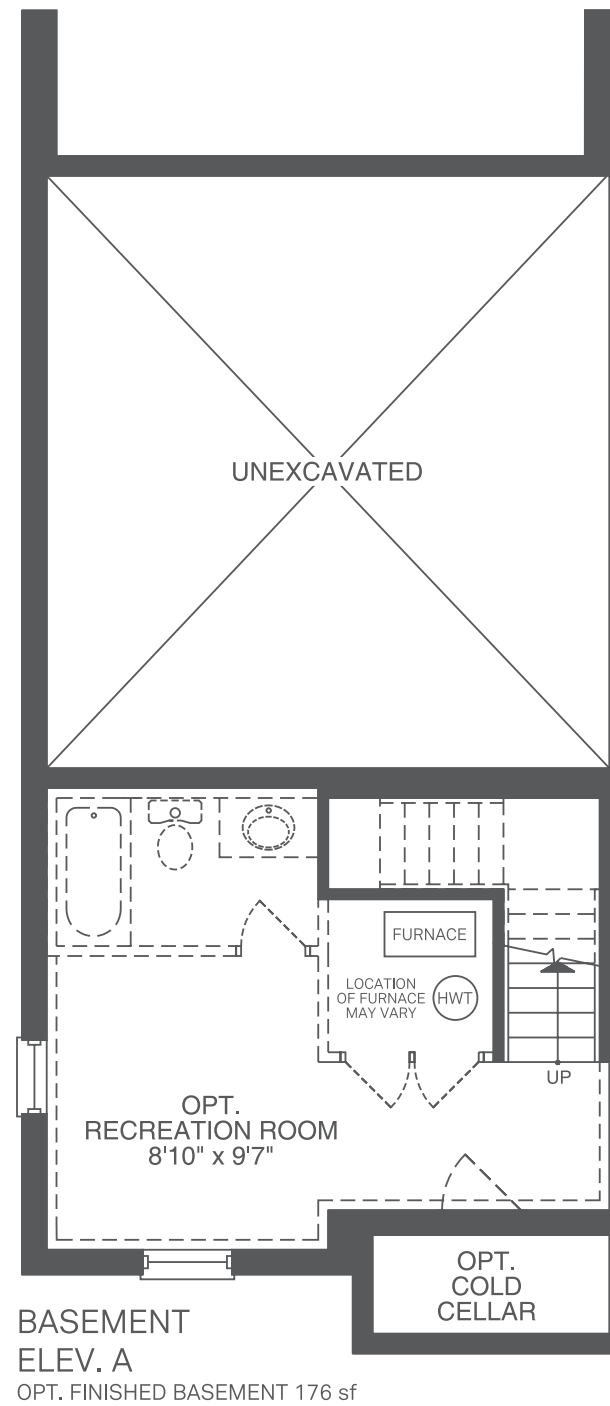 UNEXCAVATED
FURNACE
LOCATION
OF FURNACE
MAY VARY
HWT
UP
OPT.
RECREATION ROOM
8'10" x 9'7"
OPT.
COLD
CELLAR
BASEMENT
ELEV. A
OPT. FINISHED BASEMENT 176 sf